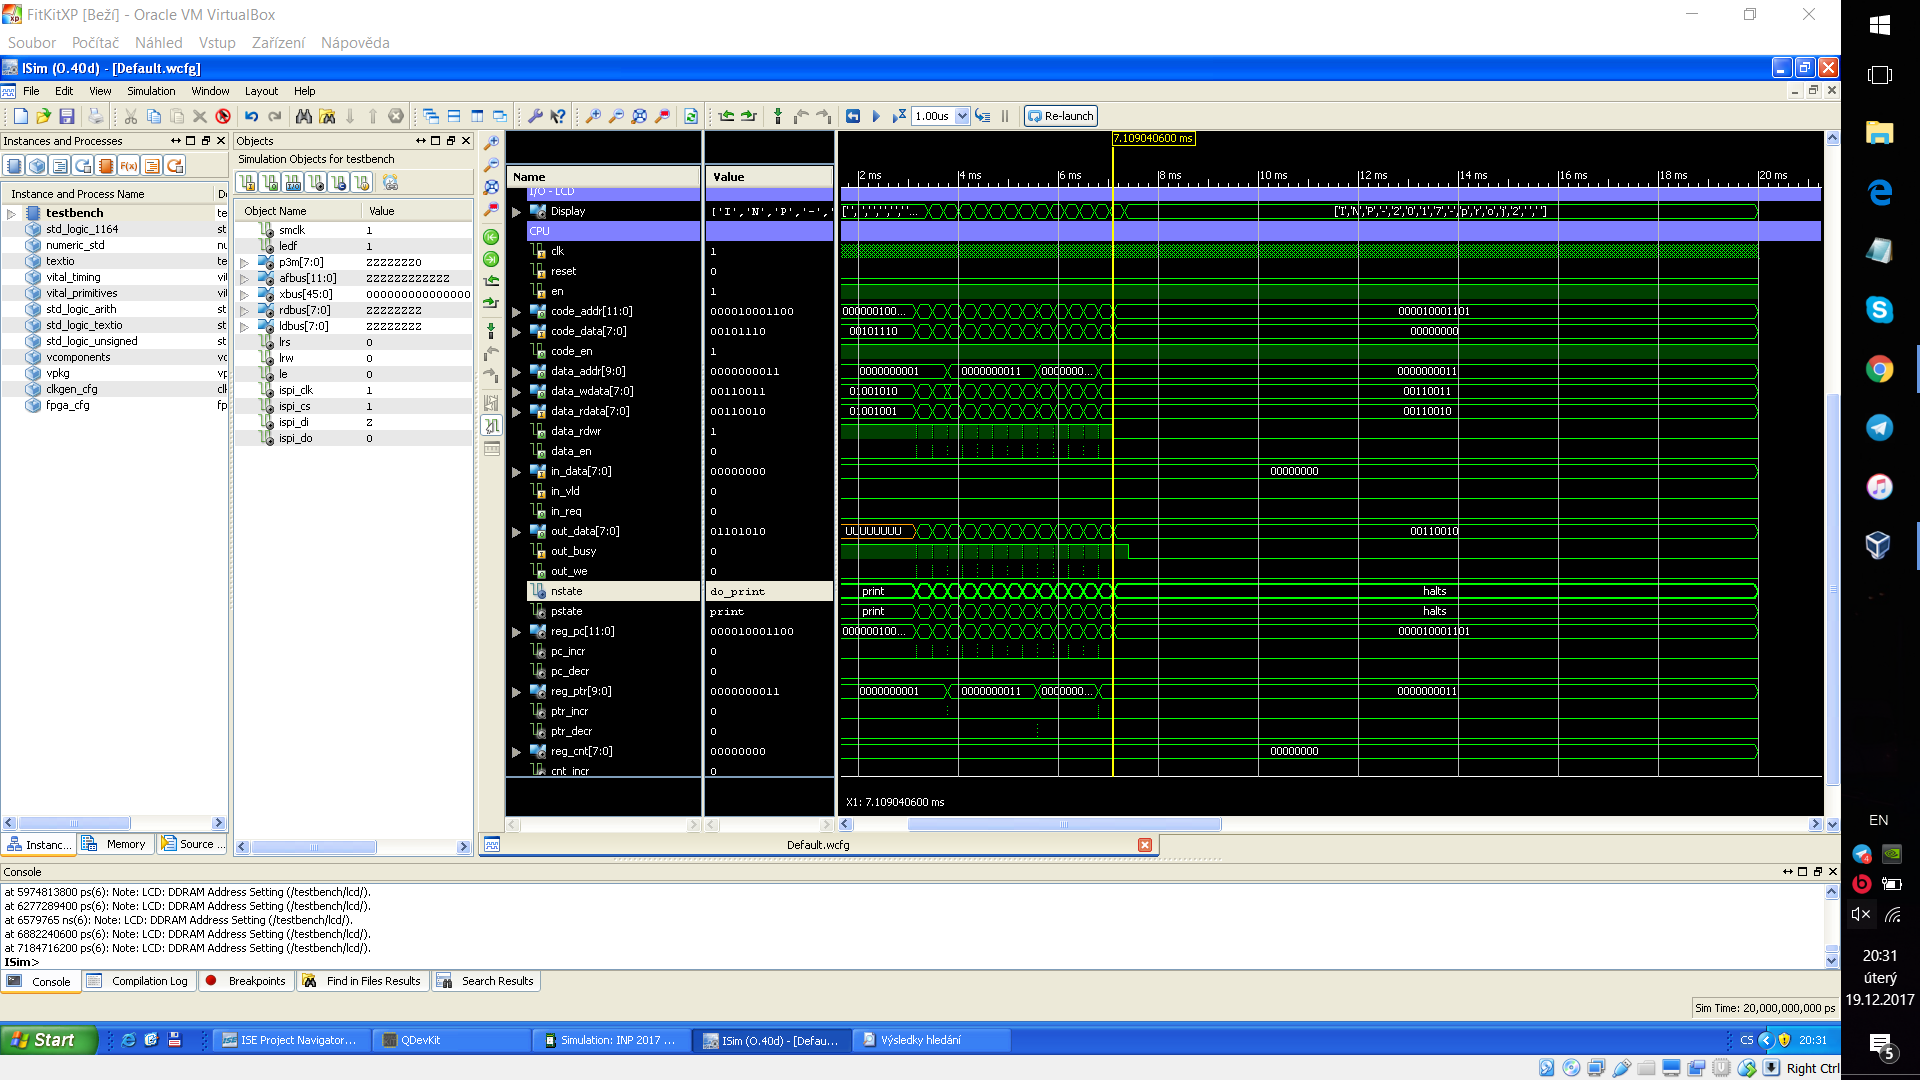 FitKitXP [Beží] - Oracle VM VirtualBox
Soubor Počítač Náhled Vstup Zařízení Nápověda
ISim (O.40d) - [Default.wcfg]
File Edit View Simulation Window Layout Help
1.00us Re-launch
Instances and Processes
Instance and Process Name
testbench te
std_logic_1164 st
numeric_std nu
textio te
vital_timing vi
vital_primitives vi
std_logic_arith st
std_logic_textio st
std_logic_unsigned st
vcomponents vc
vpkg vp
clkgen_cfg cl
fpga_cfg fp
Instanc... Memory Source ...
Objects
Simulation Objects for testbench
Object Name Value
smclk 1
ledf 1
p3m[7:0] ZZZZZZZ0
afbus[11:0] ZZZZZZZZZZZZ
xbus[45:0] 000000000000000
rdbus[7:0] ZZZZZZZZ
ldbus[7:0] ZZZZZZZZ
lrs 0
lrw 0
le 0
ispi_clk 1
ispi_cs 1
ispi_di Z
ispi_do 0
7.109040600 ms
Name Value
2 ms 4 ms 6 ms 8 ms 10 ms 12 ms 14 ms 16 ms 18 ms 20 ms
I/O - LCD
Display ['I','N','P','-',' [I,N,P,-,2,0,1,7,-,p,r,o,j,2,'','']
CPU
clk 1
reset 0
en 1
code_addr[11:0] 000010001100 000000100... 000010001101
code_data[7:0] 00101110 00101110 00000000
code_en 1
data_addr[9:0] 0000000011 0000000001 0000000011 0000000... 0000000011
data_wdata[7:0] 00110011 01001010 00110011
data_rdata[7:0] 00110010 01001001 00110010
data_rdwr 1
data_en 0
in_data[7:0] 00000000 00000000
in_vld 0
in_req 0
out_data[7:0] 01101010 UUUUUUUU 00110010
out_busy 0
out_we 0
nstate do_print print halts
pstate print print halts
reg_pc[11:0] 000010001100 000000100... 000010001101
pc_incr 0
pc_decr 0
reg_ptr[9:0] 0000000011 0000000001 0000000011 0000000... 0000000011
ptr_incr 0
ptr_decr 0
reg_cnt[7:0] 00000000 00000000
cnt_incr 0
X1: 7.109040600 ms
Default.wcfg
Console
at 5974813800 ps(6): Note: LCD: DDRAM Address Setting (/testbench/lcd/).
at 6277289400 ps(6): Note: LCD: DDRAM Address Setting (/testbench/lcd/).
at 6579765 ns(6): Note: LCD: DDRAM Address Setting (/testbench/lcd/).
at 6882240600 ps(6): Note: LCD: DDRAM Address Setting (/testbench/lcd/).
at 7184716200 ps(6): Note: LCD: DDRAM Address Setting (/testbench/lcd/).
ISim>
Console Compilation Log Breakpoints Find in Files Results Search Results
Sim Time: 20,000,000,000 ps
Start ISE Project Navigator... QDevKit Simulation: INP 2017 ... ISim (O.40d) - [Defau... Výsledky hledání CS 20:31
Right Ctrl
EN
20:31
úterý
19.12.2017
5